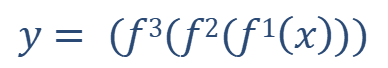 y = (f³(f²(f¹(x)))